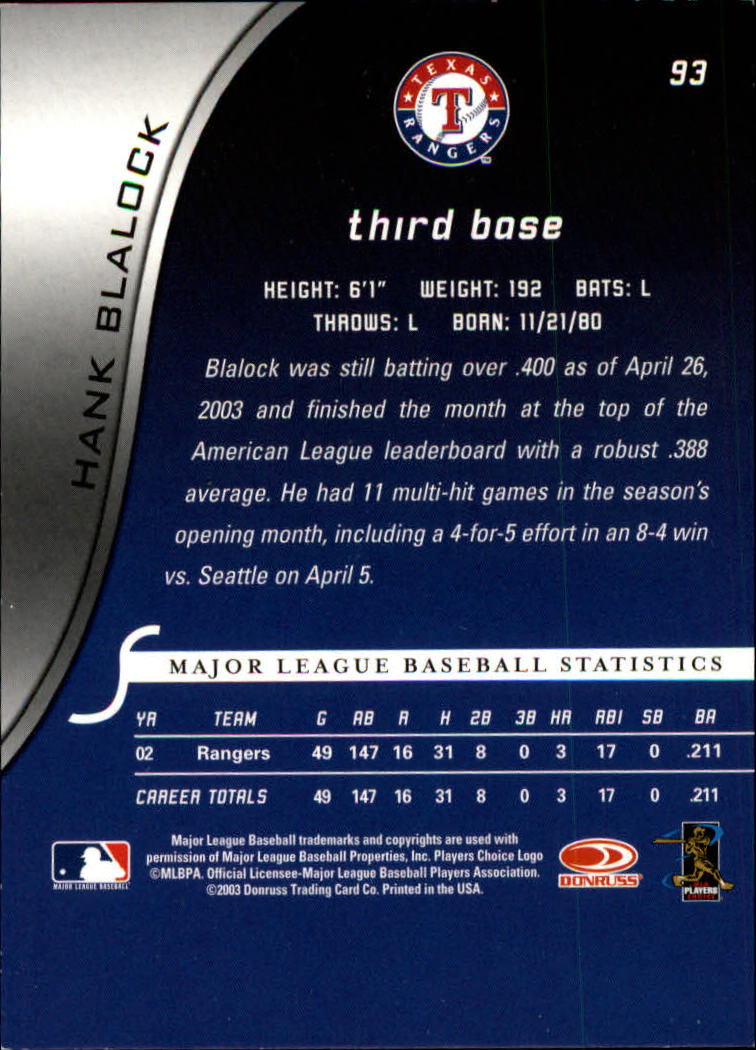 93
TEXAS RANGERS
T
TM
HANK BLALOCK
third base
HEIGHT: 6'1" WEIGHT: 192 BATS: L
THROWS: L BORN: 11/21/80
Blalock was still batting over .400 as of April 26,
2003 and finished the month at the top of the
American League leaderboard with a robust .388
average. He had 11 multi-hit games in the season's
opening month, including a 4-for-5 effort in an 8-4 win
vs. Seattle on April 5.
MAJOR LEAGUE BASEBALL STATISTICS
YR TEAM G AB R H 2B 3B HR RBI SB BA
02 Rangers 49 147 16 31 8 0 3 17 0 .211
CAREER TOTALS 49 147 16 31 8 0 3 17 0 .211
Major League Baseball trademarks and copyrights are used with
permission of Major League Baseball Properties, Inc. Players Choice Logo
©MLBPA. Official Licensee-Major League Baseball Players Association.
©2003 Donruss Trading Card Co. Printed in the USA.
MAJOR LEAGUE BASEBALL
DONRUSS
PLAYERS
CHOICE